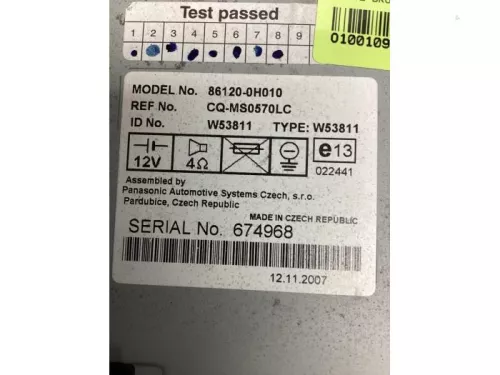 Test passed
1 2 3 4 5 6 7 8 9
0100109
MODEL No. 86120-0H010
REF No. CQ-MS0570LC
ID No. W53811 TYPE: W53811
12V 4Ω e13
022441
Assembled by
Panasonic Automotive Systems Czech, s.r.o.
Pardubice, Czech Republic
MADE IN CZECH REPUBLIC
SERIAL No. 674968
12.11.2007